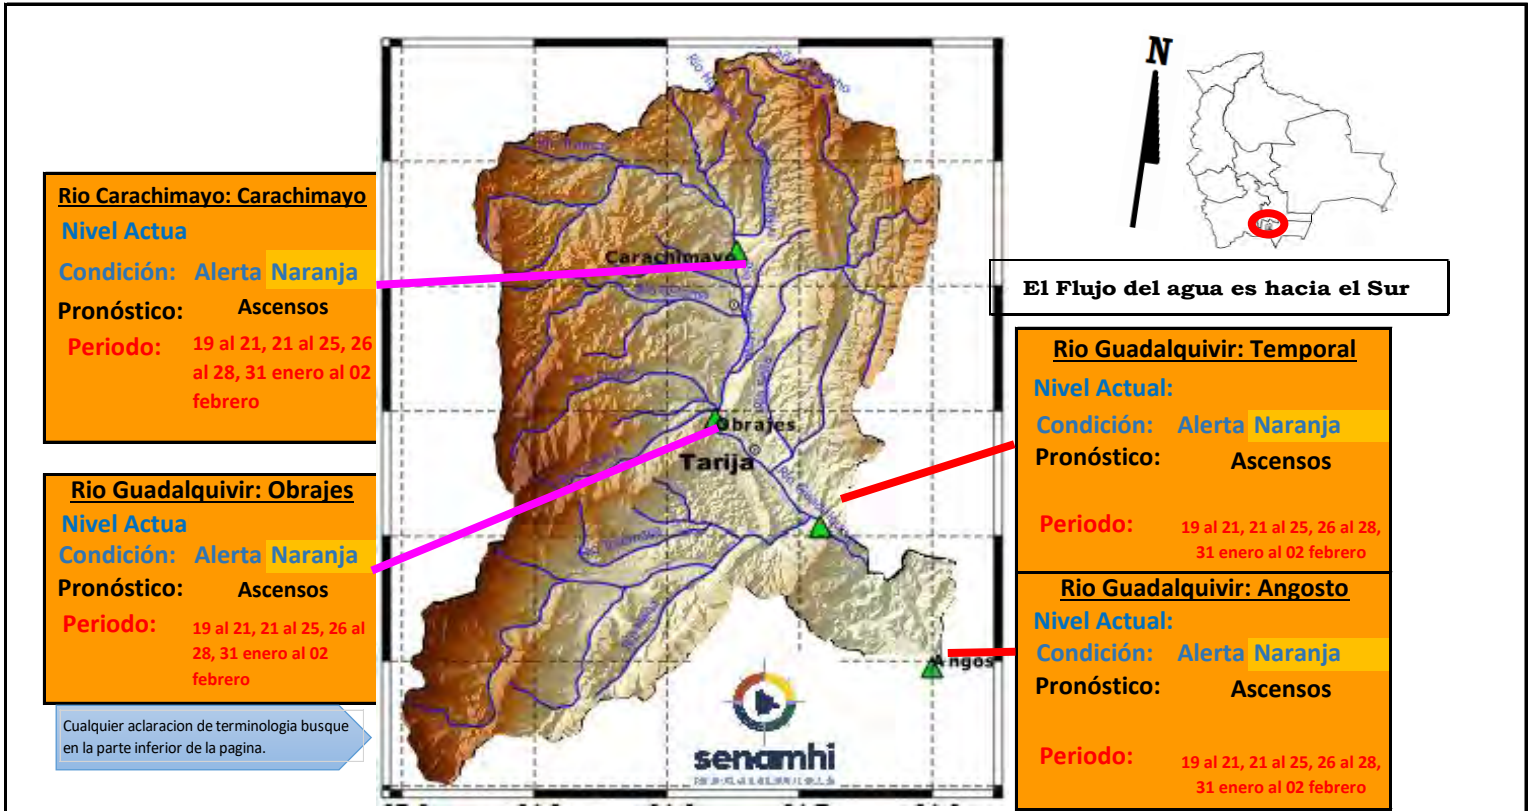 Rio Carachimayo: Carachimayo
Nivel Actua
Condición: Alerta Naranja
Pronóstico: Ascensos
Periodo: 19 al 21, 21 al 25, 26
al 28, 31 enero al 02
febrero
Rio Guadalquivir: Obrajes
Nivel Actua
Condición: Alerta Naranja
Pronóstico: Ascensos
Periodo: 19 al 21, 21 al 25, 26 al
28, 31 enero al 02
febrero
Cualquier aclaracion de terminologia busque
en la parte inferior de la pagina.
Carachimayo
Obrajes
Tarija
Angos
senamhi
N
El Flujo del agua es hacia el Sur
Rio Guadalquivir: Temporal
Nivel Actual:
Condición: Alerta Naranja
Pronóstico: Ascensos
Periodo: 19 al 21, 21 al 25, 26 al 28,
31 enero al 02 febrero
Rio Guadalquivir: Angosto
Nivel Actual:
Condición: Alerta Naranja
Pronóstico: Ascensos
Periodo: 19 al 21, 21 al 25, 26 al 28,
31 enero al 02 febrero